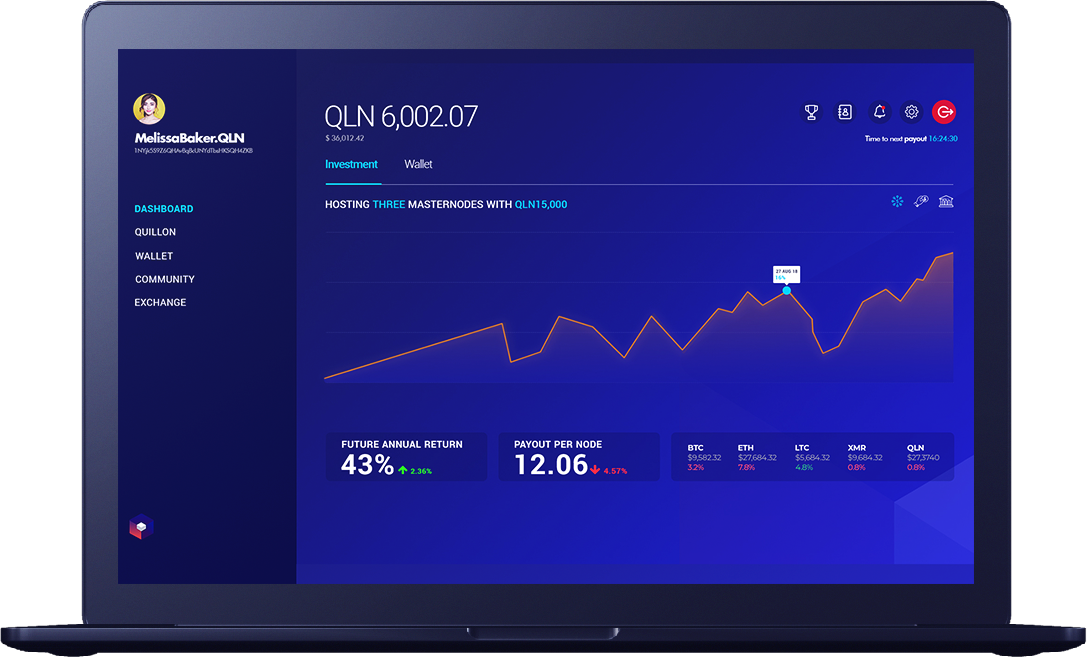 MelissaBaker.QLN
DASHBOARD
QUILLON
WALLET
COMMUNITY
EXCHANGE
QLN 6,002.07
$ 36,012.42
Time to next payout 16:24:30
Investment Wallet
HOSTING THREE MASTERNODES WITH QLN15,000
27 AUG 18
16%
FUTURE ANNUAL RETURN
43% 2.36%
PAYOUT PER NODE
12.06 4.57%
BTC ETH LTC XMR QLN
$9,582.32 $27,684.32 $5,684.32 $9,684.32 $27,3740
3.2% 7.8% 4.8% 0.8% 0.8%